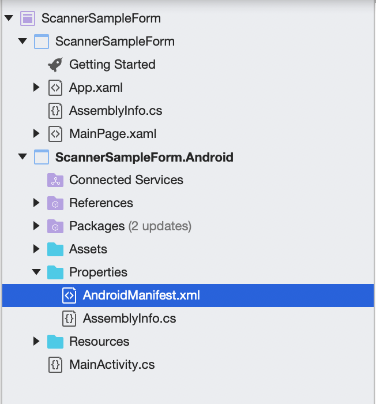 ScannerSampleForm
ScannerSampleForm
Getting Started
App.xaml
AssemblyInfo.cs
MainPage.xaml
ScannerSampleForm.Android
Connected Services
References
Packages (2 updates)
Assets
Properties
AndroidManifest.xml
AssemblyInfo.cs
Resources
MainActivity.cs